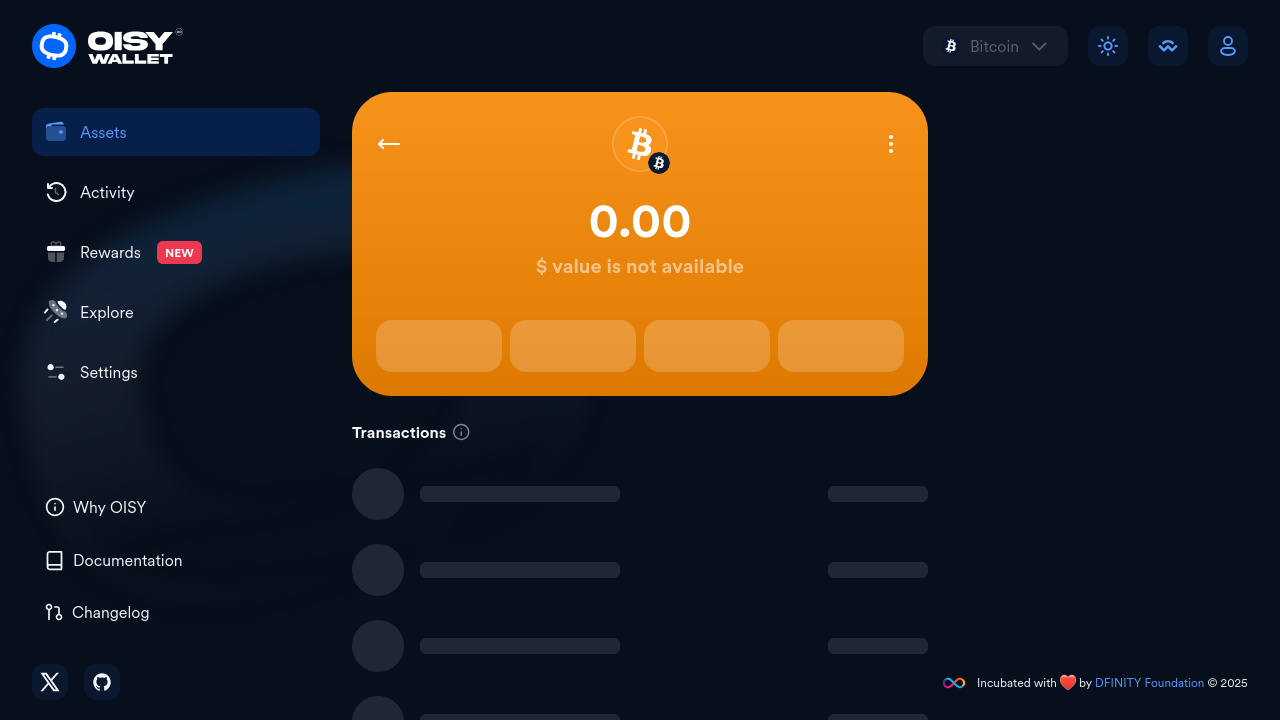 OISY
WALLET
Bitcoin
Assets
Activity
Rewards NEW
Explore
Settings
Why OISY
Documentation
Changelog
0.00
$ value is not available
Transactions
Incubated with ❤️ by DFINITY Foundation © 2025